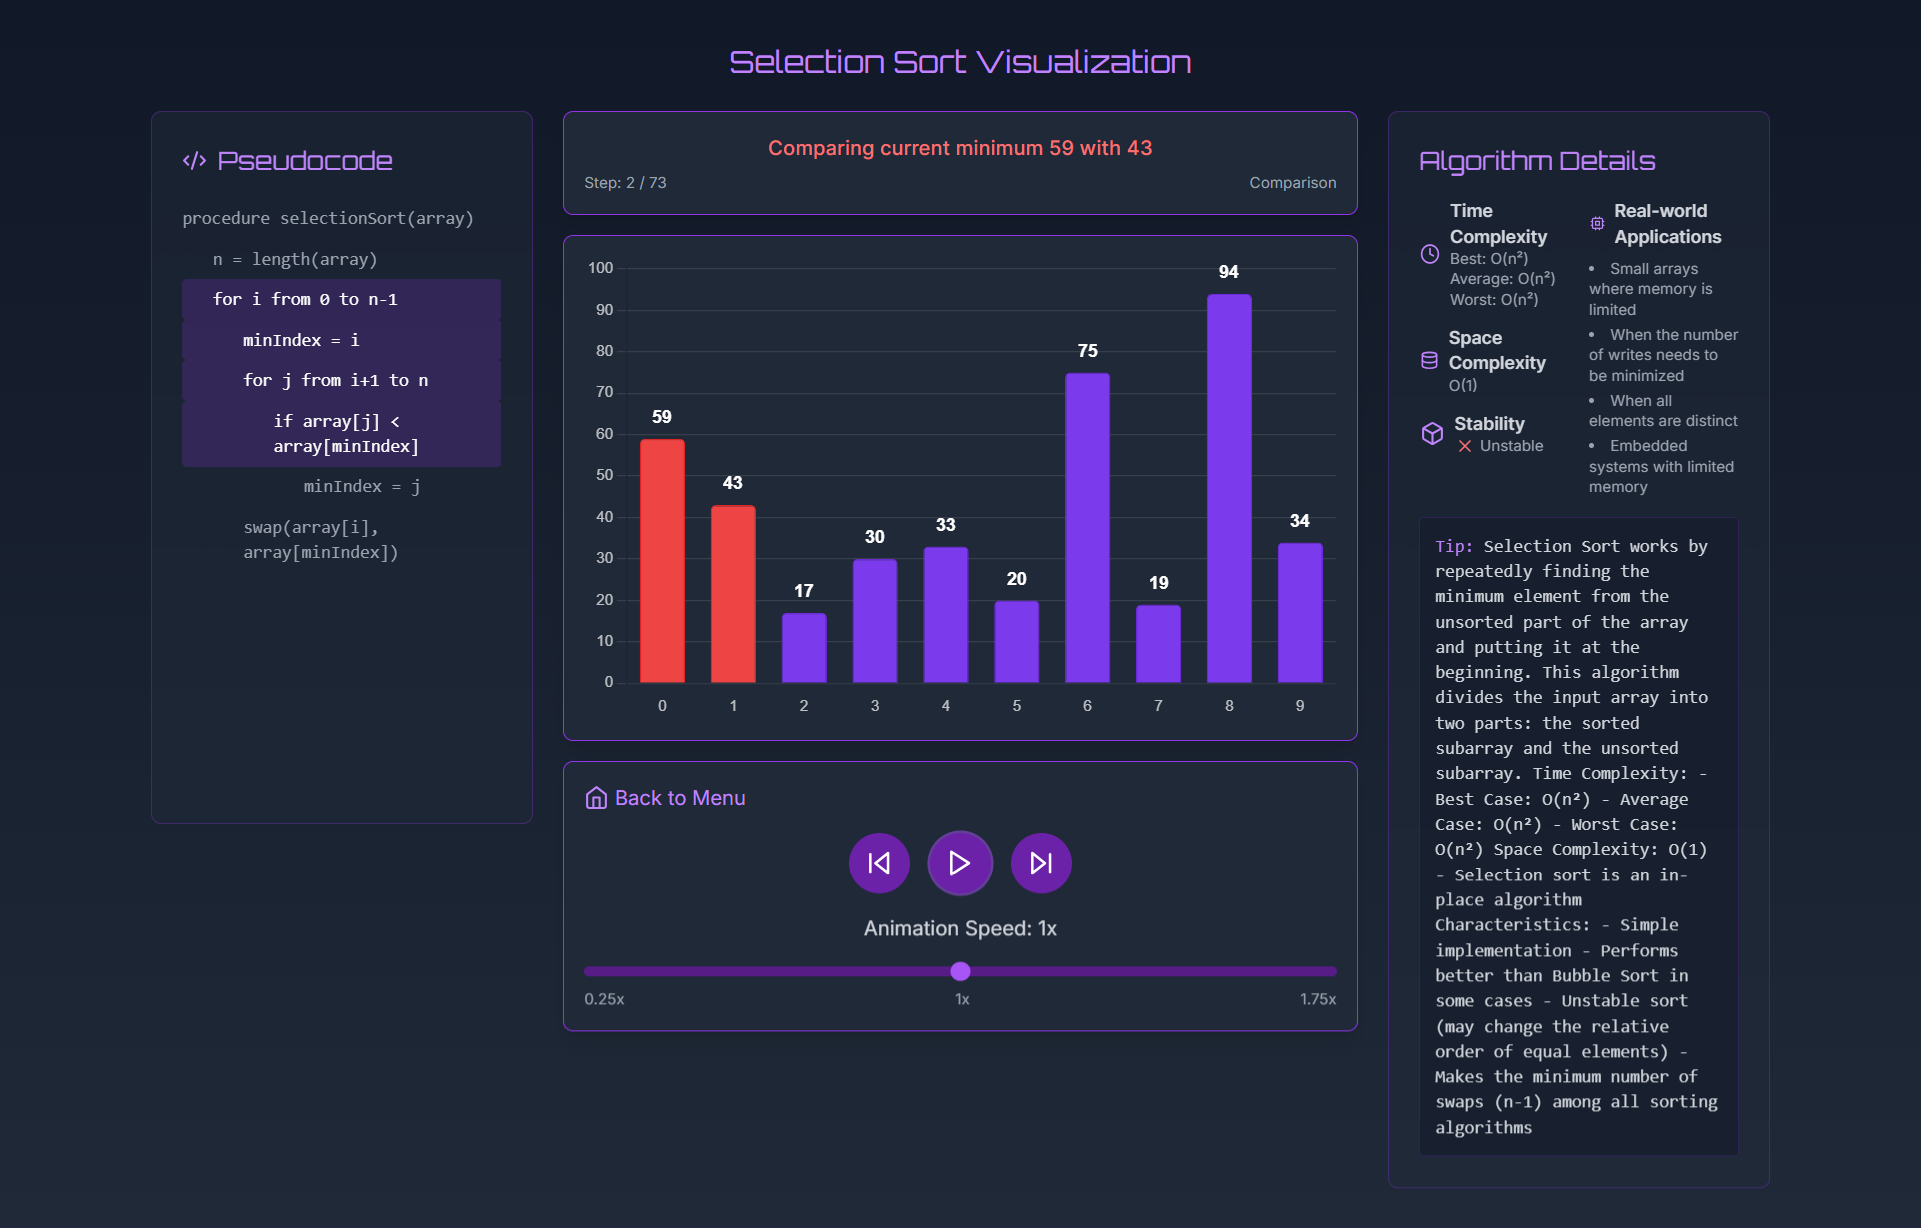 Selection Sort Visualization
Pseudocode
procedure selectionSort(array)
n = length(array)
for i from 0 to n-1
minIndex = i
for j from i+1 to n
if array[j] <
array[minIndex]
minIndex = j
swap(array[i],
array[minIndex])
Comparing current minimum 59 with 43
Step: 2 / 73
Comparison
100
90
80
70
60
50
40
30
20
10
0
59
43
17
30
33
20
75
19
94
34
0
1
2
3
4
5
6
7
8
9
Back to Menu
Animation Speed: 1x
0.25x
1x
1.75x
Algorithm Details
Time
Complexity
Best: O(n²)
Average: O(n²)
Worst: O(n²)
Space
Complexity
O(1)
Stability
Unstable
Real-world
Applications
• Small arrays
where memory is
limited
• When the number
of writes needs to
be minimized
• When all
elements are distinct
• Embedded
systems with limited
memory
Tip: Selection Sort works by
repeatedly finding the
minimum element from the
unsorted part of the array
and putting it at the
beginning. This algorithm
divides the input array into
two parts: the sorted
subarray and the unsorted
subarray. Time Complexity: -
Best Case: O(n²) - Average
Case: O(n²) - Worst Case:
O(n²) Space Complexity: O(1)
- Selection sort is an in-
place algorithm
Characteristics: - Simple
implementation - Performs
better than Bubble Sort in
some cases - Unstable sort
(may change the relative
order of equal elements) -
Makes the minimum number of
swaps (n-1) among all sorting
algorithms